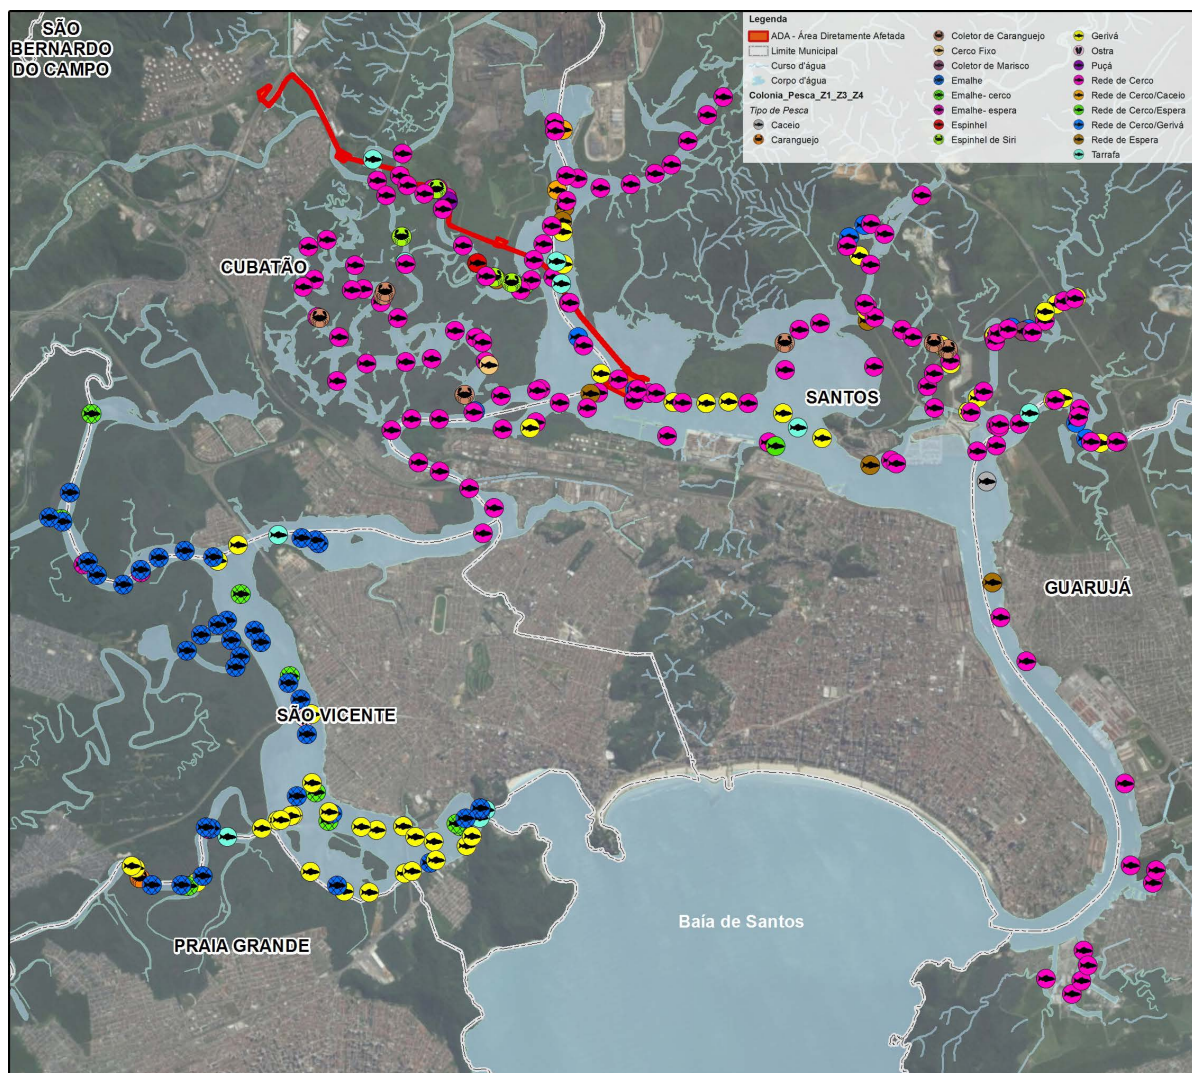 SÃO
BERNARDO
DO CAMPO
Legenda
ADA - Área Diretamente Afetada
Limite Municipal
Curso d'água
Corpo d'água
Colonia_Pesca_Z1_Z3_Z4
Tipo de Pesca
Caceio
Caranguejo
Coletor de Caranguejo
Cerco Fixo
Coletor de Marisco
Emalhe
Emalhe- cerco
Emalhe- espera
Espinhel
Espinhel de Siri
Gerivá
Ostra
Puçá
Rede de Cerco
Rede de Cerco/Caceio
Rede de Cerco/Espera
Rede de Cerco/Gerivá
Rede de Espera
Tarrafa
CUBATÃO
SANTOS
GUARUJÁ
SÃO VICENTE
Baía de Santos
PRAIA GRANDE